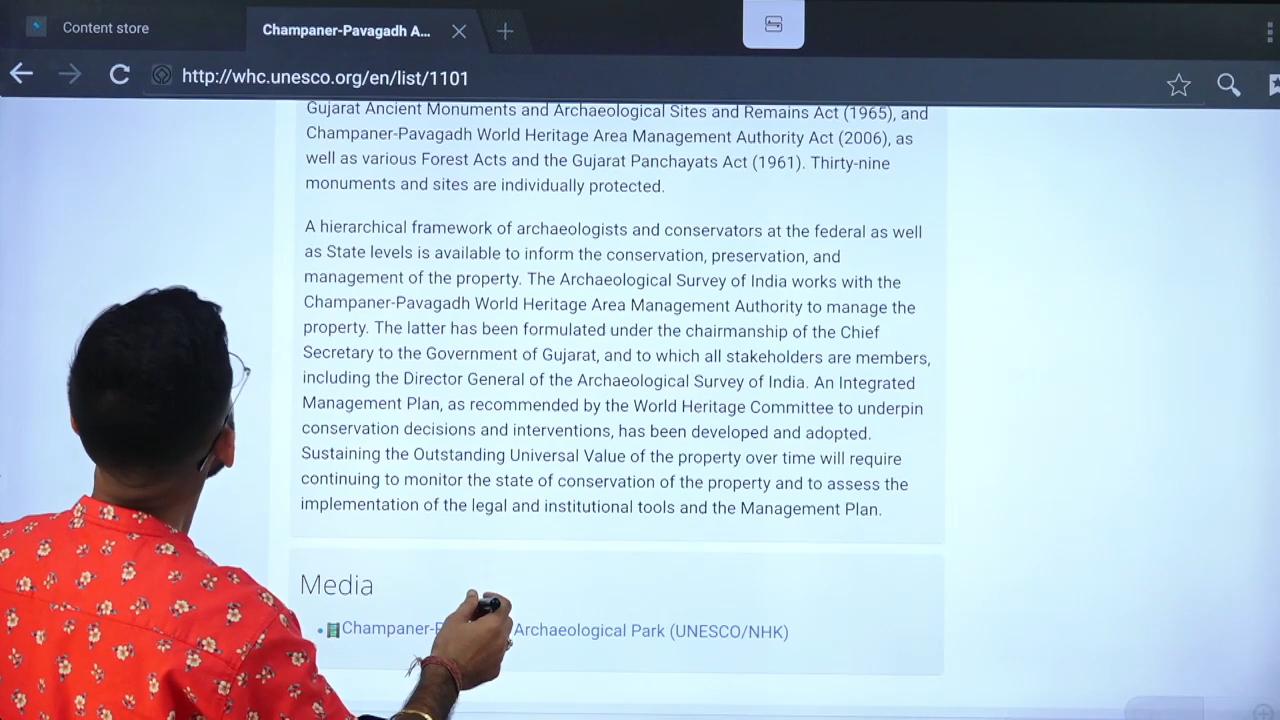 Content store
Champaner-Pavagadh A...
http://whc.unesco.org/en/list/1101
Gujarat Ancient Monuments and Archaeological Sites and Remains Act (1965), and
Champaner-Pavagadh World Heritage Area Management Authority Act (2006), as
well as various Forest Acts and the Gujarat Panchayats Act (1961). Thirty-nine
monuments and sites are individually protected.
A hierarchical framework of archaeologists and conservators at the federal as well
as State levels is available to inform the conservation, preservation, and
management of the property. The Archaeological Survey of India works with the
Champaner-Pavagadh World Heritage Area Management Authority to manage the
property. The latter has been formulated under the chairmanship of the Chief
Secretary to the Government of Gujarat, and to which all stakeholders are members,
including the Director General of the Archaeological Survey of India. An Integrated
Management Plan, as recommended by the World Heritage Committee to underpin
conservation decisions and interventions, has been developed and adopted.
Sustaining the Outstanding Universal Value of the property over time will require
continuing to monitor the state of conservation of the property and to assess the
implementation of the legal and institutional tools and the Management Plan.
Media
Champaner- Archaeological Park (UNESCO/NHK)